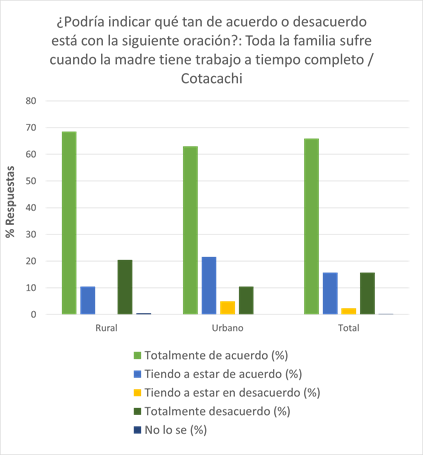 ¿Podría indicar qué tan de acuerdo o desacuerdo
está con la siguiente oración?: Toda la familia sufre
cuando la madre tiene trabajo a tiempo completo /
Cotacachi
% Respuestas
80
70
60
50
40
30
20
10
0
Rural
Urbano
Total
Totalmente de acuerdo (%)
Tiendo a estar de acuerdo (%)
Tiendo a estar en desacuerdo (%)
Totalmente desacuerdo (%)
No lo se (%)